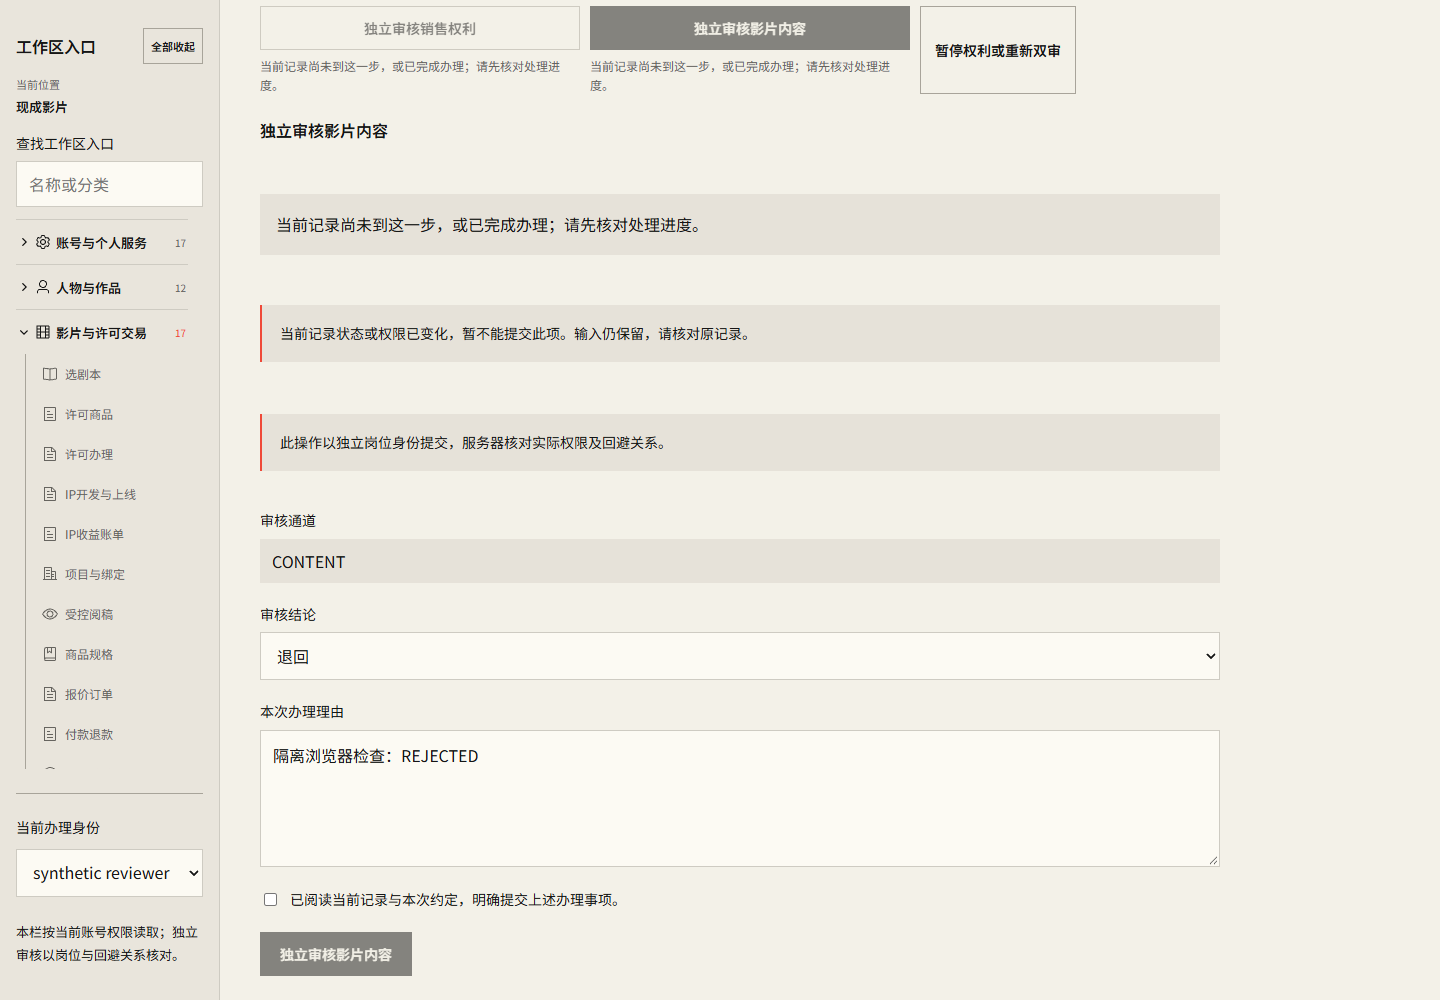 工作区入口
全部收起
当前位置
现成影片
查找工作区入口
名称或分类
账号与个人服务 17
人物与作品 12
影片与许可交易 17
选剧本
许可商品
许可办理
IP开发与上线
IP收益账单
项目与绑定
受控阅稿
商品规格
报价订单
付款退款
当前办理身份
synthetic reviewer
本栏按当前账号权限读取；独立
审核以岗位与回避关系核对。
独立审核销售权利
当前记录尚未到这一步，或已完成办理；请先核对处理进
度。
独立审核影片内容
当前记录尚未到这一步，或已完成办理；请先核对处理进
度。
暂停权利或重新双审
独立审核影片内容
当前记录尚未到这一步，或已完成办理；请先核对处理进度。
当前记录状态或权限已变化，暂不能提交此项。输入仍保留，请核对原记录。
此操作以独立岗位身份提交，服务器核对实际权限及回避关系。
审核通道
CONTENT
审核结论
退回
本次办理理由
隔离浏览器检查：REJECTED
已阅读当前记录与本次约定，明确提交上述办理事项。
独立审核影片内容